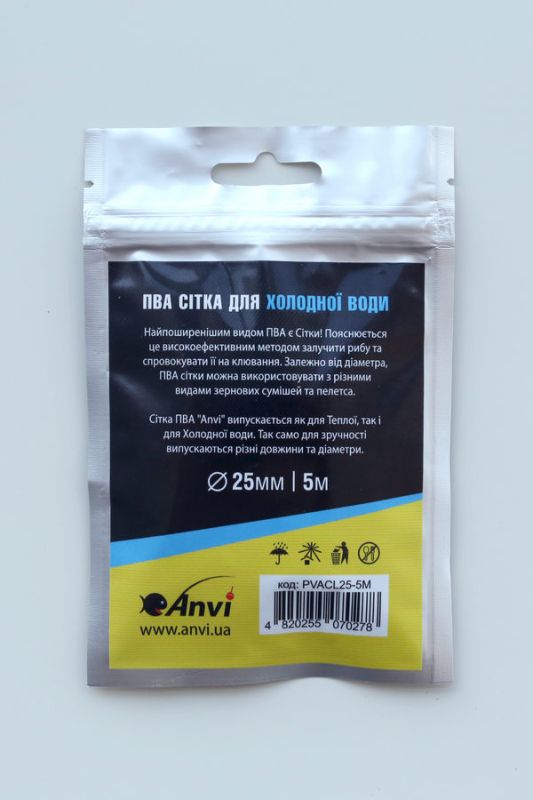 ПВА СІТКА ДЛЯ ХОЛОДНОЇ ВОДИ
Найпоширенішим видом ПВА є Сітки! Пояснюється
це високоефективним методом залучити рибу та
спровокувати її на клювання. Залежно від діаметра,
ПВА сітки можна використовувати з різними
видами зернових сумішей та пелетса.
Сітка ПВА "Anvi" випускається як для Теплої, так і
для Холодної води. Так само для зручності
випускаються різні довжини та діаметри.
Ø 25мм | 5м
код: PVACL25-5M
4 820255 070278
Anvi
www.anvi.ua